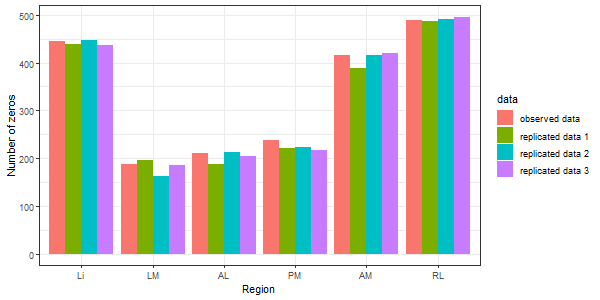 500
400
300
200
100
0
Number of zeros
Li LM AL PM AM RL
Region
data
observed data
replicated data 1
replicated data 2
replicated data 3